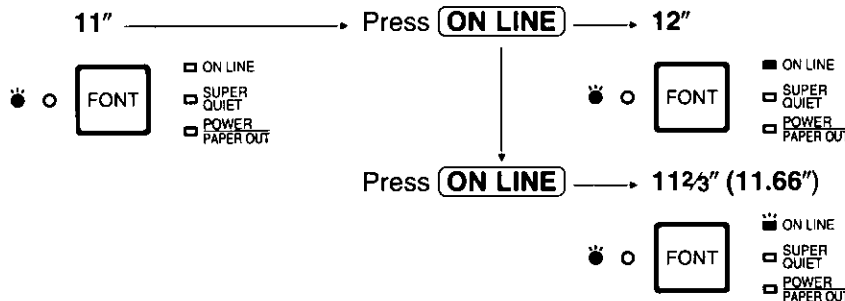 11″ Press ON LINE 12″
ON LINE
FONT
SUPER
QUIET
POWER
PAPER OUT
ON LINE
FONT
SUPER
QUIET
POWER
PAPER OUT
Press ON LINE 11⅔″ (11.66″)
ON LINE
FONT
SUPER
QUIET
POWER
PAPER OUT